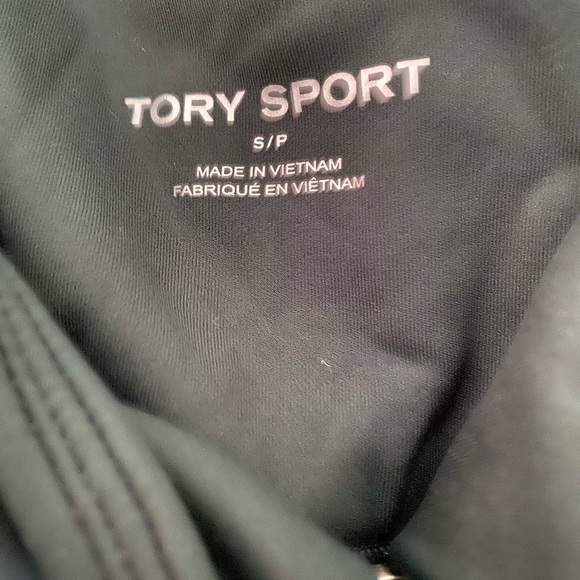 TORY SPORT
S/P
MADE IN VIETNAM
FABRIQUÉ EN VIÊTNAM